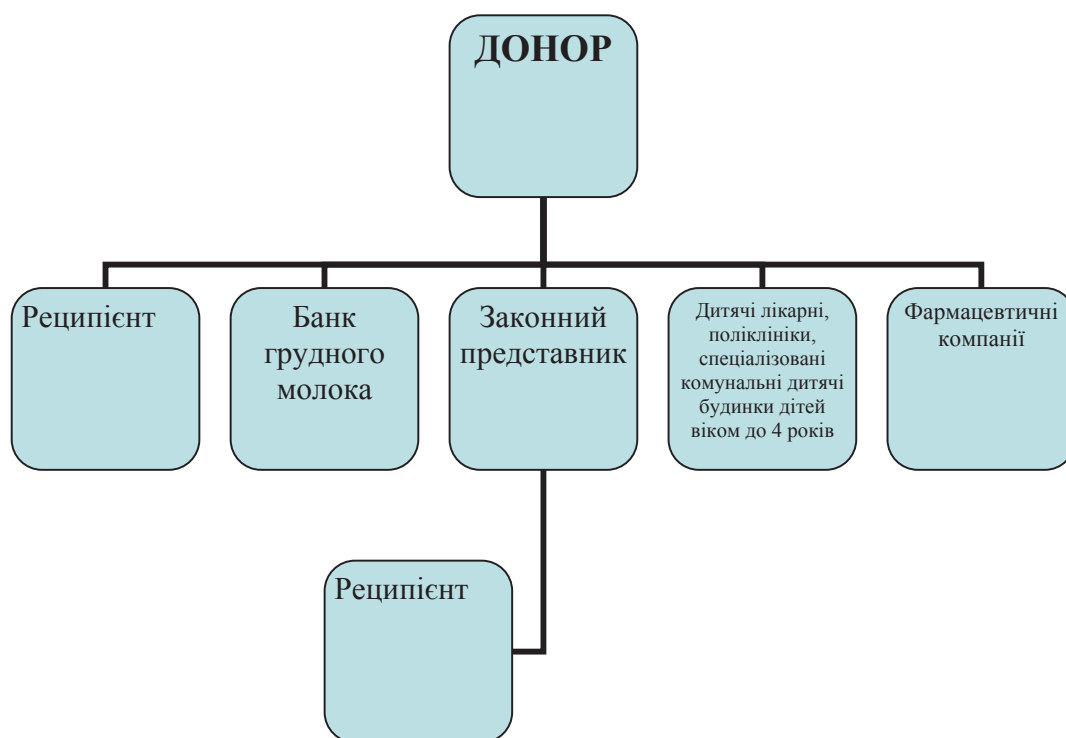 ДОНОР
Реципієнт
Банк
грудного
молока
Законний
представник
Дитячі лікарні,
поліклініки,
спеціалізовані
комунальні дитячі
будинки дітей
віком до 4 років
Фармацевтичні
компанії
Реципієнт